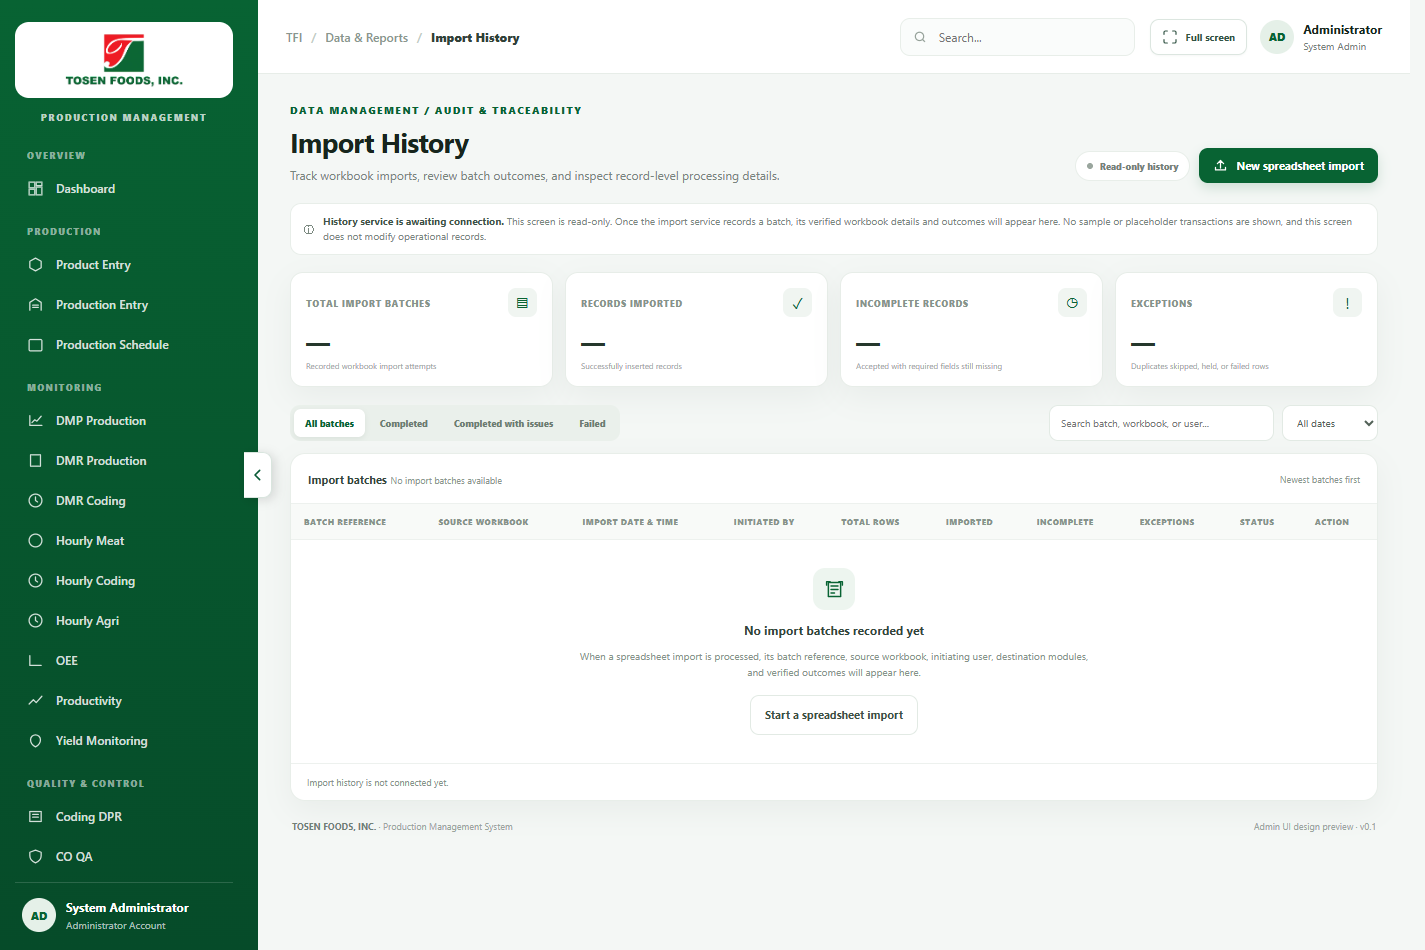 TOSEN FOODS, INC.
PRODUCTION MANAGEMENT
OVERVIEW
Dashboard
PRODUCTION
Product Entry
Production Entry
Production Schedule
MONITORING
DMP Production
DMR Production
DMR Coding
Hourly Meat
Hourly Coding
Hourly Agri
OEE
Productivity
Yield Monitoring
QUALITY & CONTROL
Coding DPR
CO QA
AD
System Administrator
Administrator Account
TFI / Data & Reports / Import History
Search...
Full screen
AD
Administrator
System Admin
DATA MANAGEMENT / AUDIT & TRACEABILITY
Import History
Track workbook imports, review batch outcomes, and inspect record-level processing details.
Read-only history
New spreadsheet import
History service is awaiting connection. This screen is read-only. Once the import service records a batch, its verified workbook details and outcomes will appear here. No sample or placeholder transactions are shown, and this screen
does not modify operational records.
TOTAL IMPORT BATCHES
—
Recorded workbook import attempts
RECORDS IMPORTED
—
Successfully inserted records
INCOMPLETE RECORDS
—
Accepted with required fields still missing
EXCEPTIONS
!
—
Duplicates skipped, held, or failed rows
All batches Completed Completed with issues Failed
Search batch, workbook, or user...
All dates
Import batches No import batches available
Newest batches first
BATCH REFERENCE SOURCE WORKBOOK IMPORT DATE & TIME INITIATED BY TOTAL ROWS IMPORTED INCOMPLETE EXCEPTIONS STATUS ACTION
No import batches recorded yet
When a spreadsheet import is processed, its batch reference, source workbook, initiating user, destination modules,
and verified outcomes will appear here.
Start a spreadsheet import
Import history is not connected yet.
TOSEN FOODS, INC. · Production Management System
Admin UI design preview · v0.1